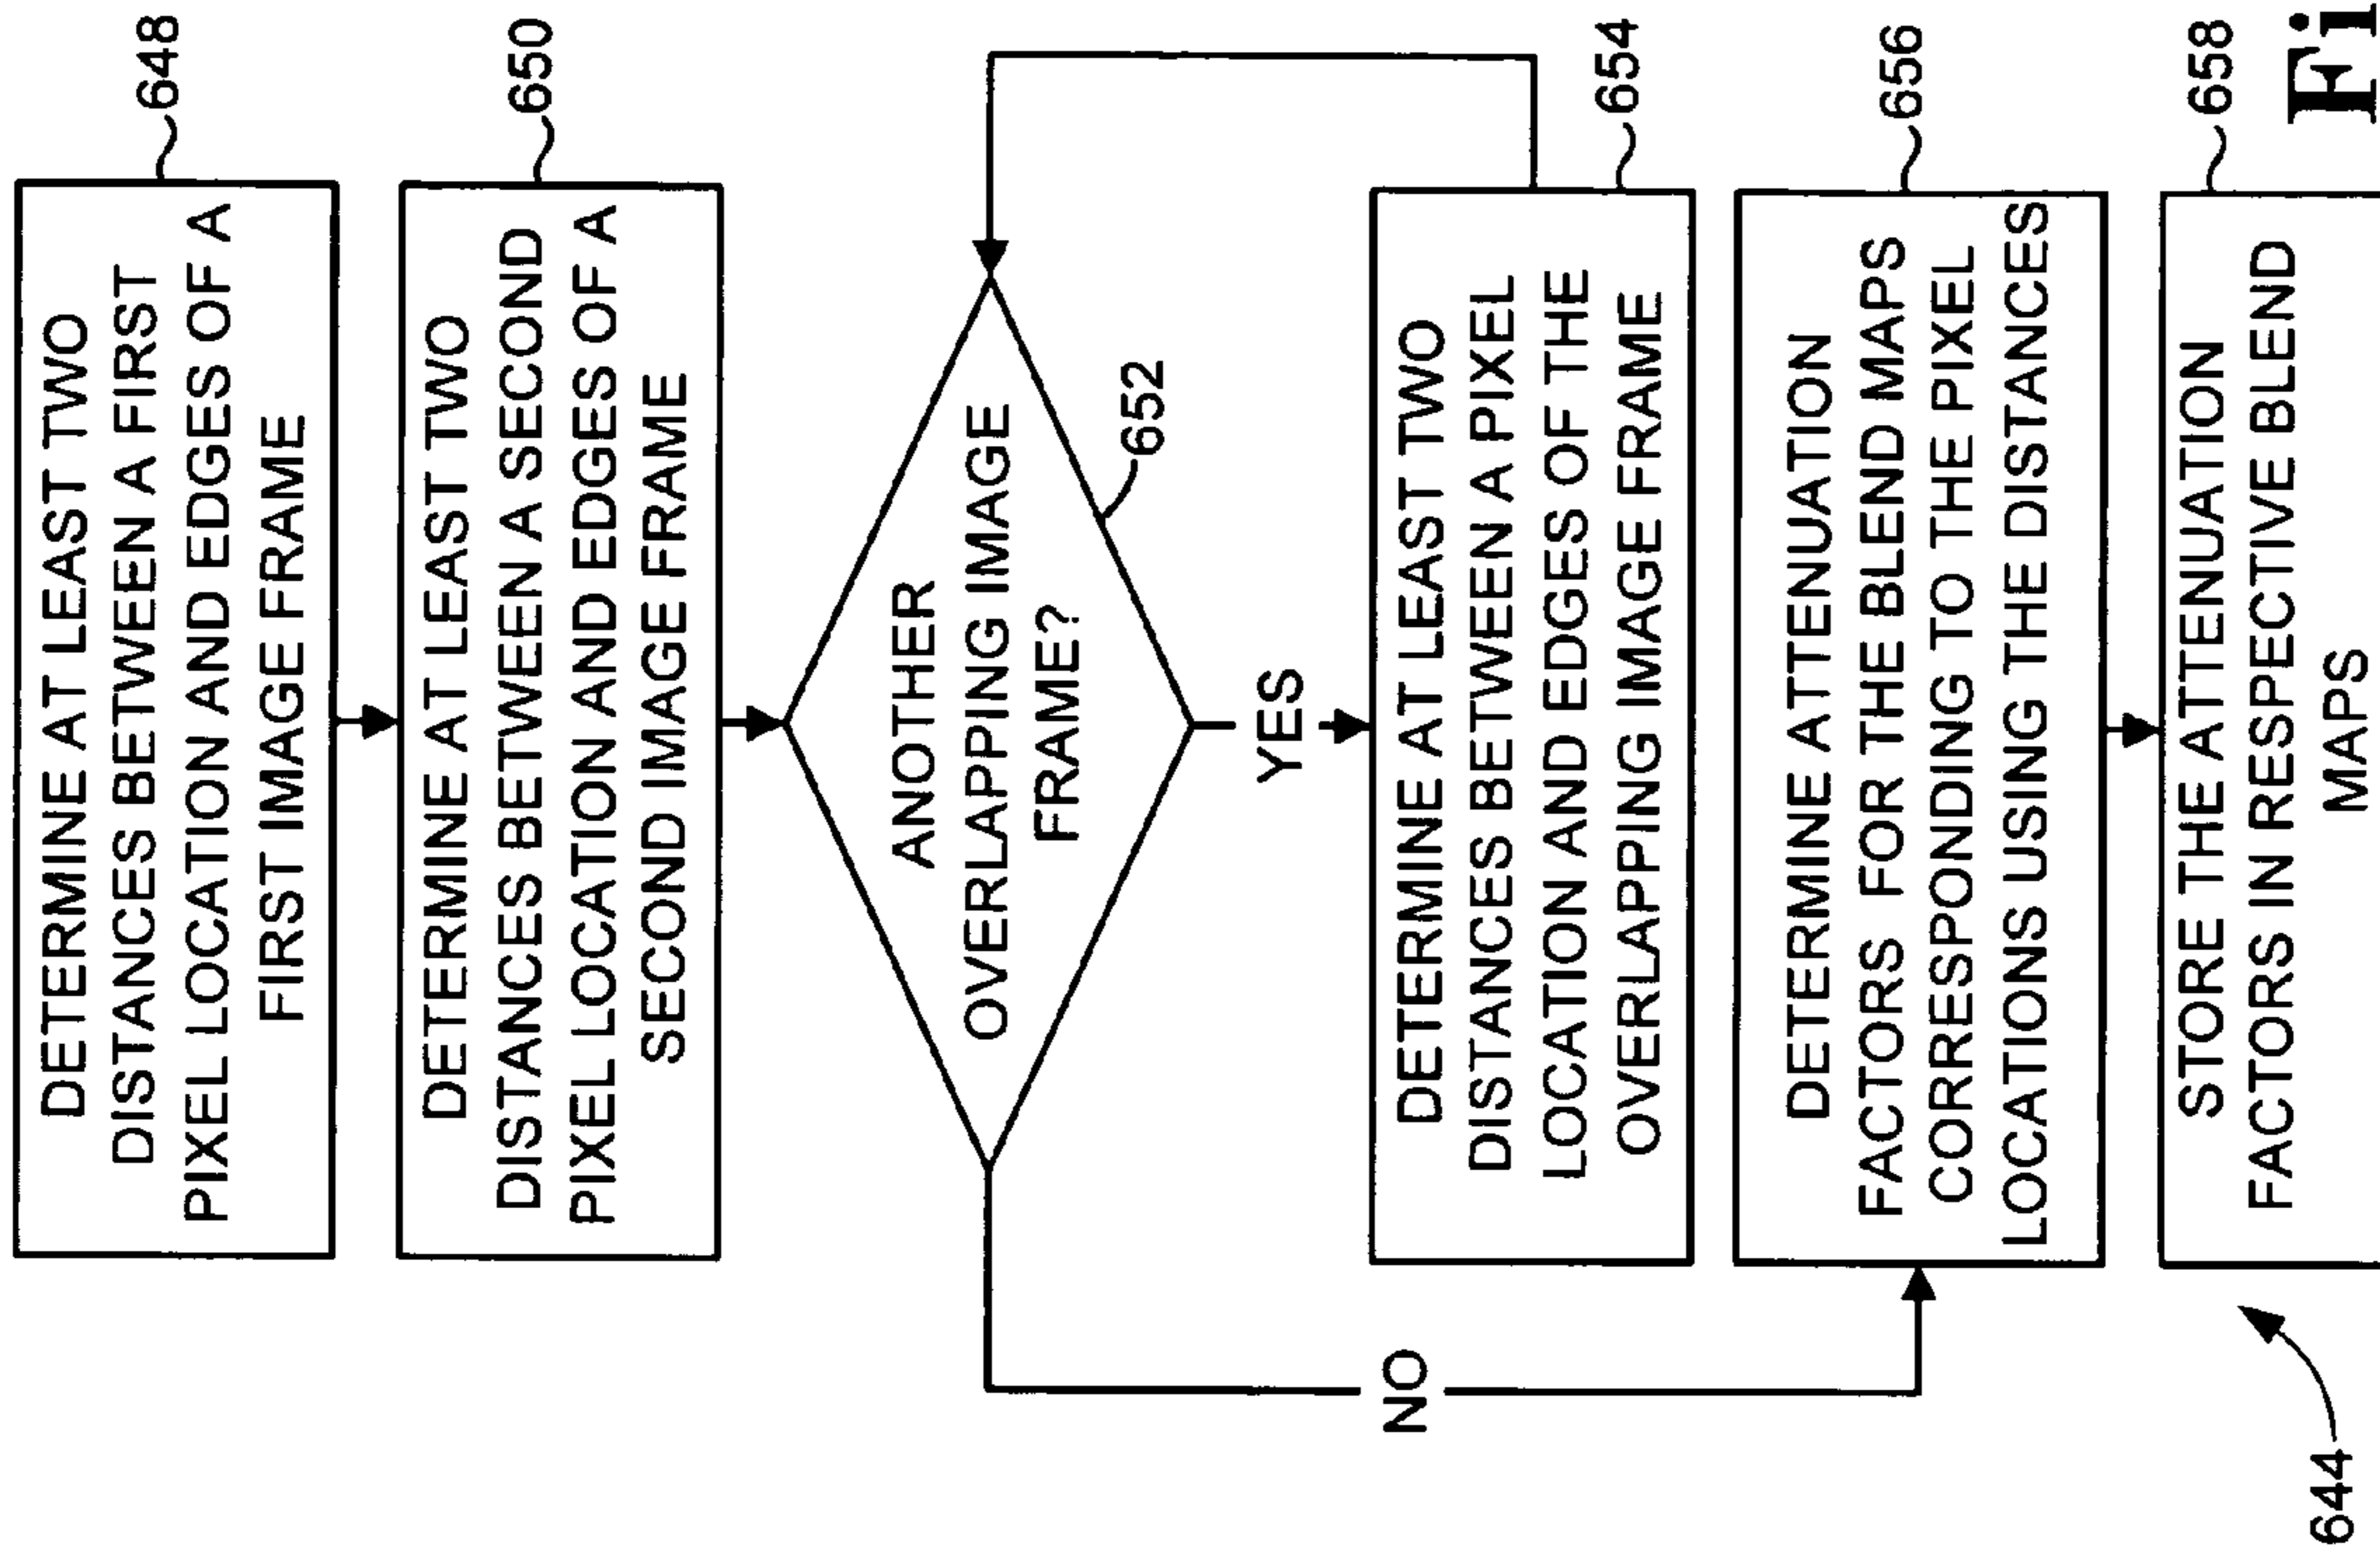 DETERMINE AT LEAST TWO
DISTANCES BETWEEN A FIRST
PIXEL LOCATION AND EDGES OF A
FIRST IMAGE FRAME
648
DETERMINE AT LEAST TWO
DISTANCES BETWEEN A SECOND
PIXEL LOCATION AND EDGES OF A
SECOND IMAGE FRAME
650
ANOTHER
OVERLAPPING IMAGE
FRAME?
652
YES
DETERMINE AT LEAST TWO
DISTANCES BETWEEN A PIXEL
LOCATION AND EDGES OF THE
OVERLAPPING IMAGE FRAME
654
NO
DETERMINE ATTENUATION
FACTORS FOR THE BLEND MAPS
CORRESPONDING TO THE PIXEL
LOCATIONS USING THE DISTANCES
656
STORE THE ATTENUATION
FACTORS IN RESPECTIVE BLEND
MAPS
658
644
Fi